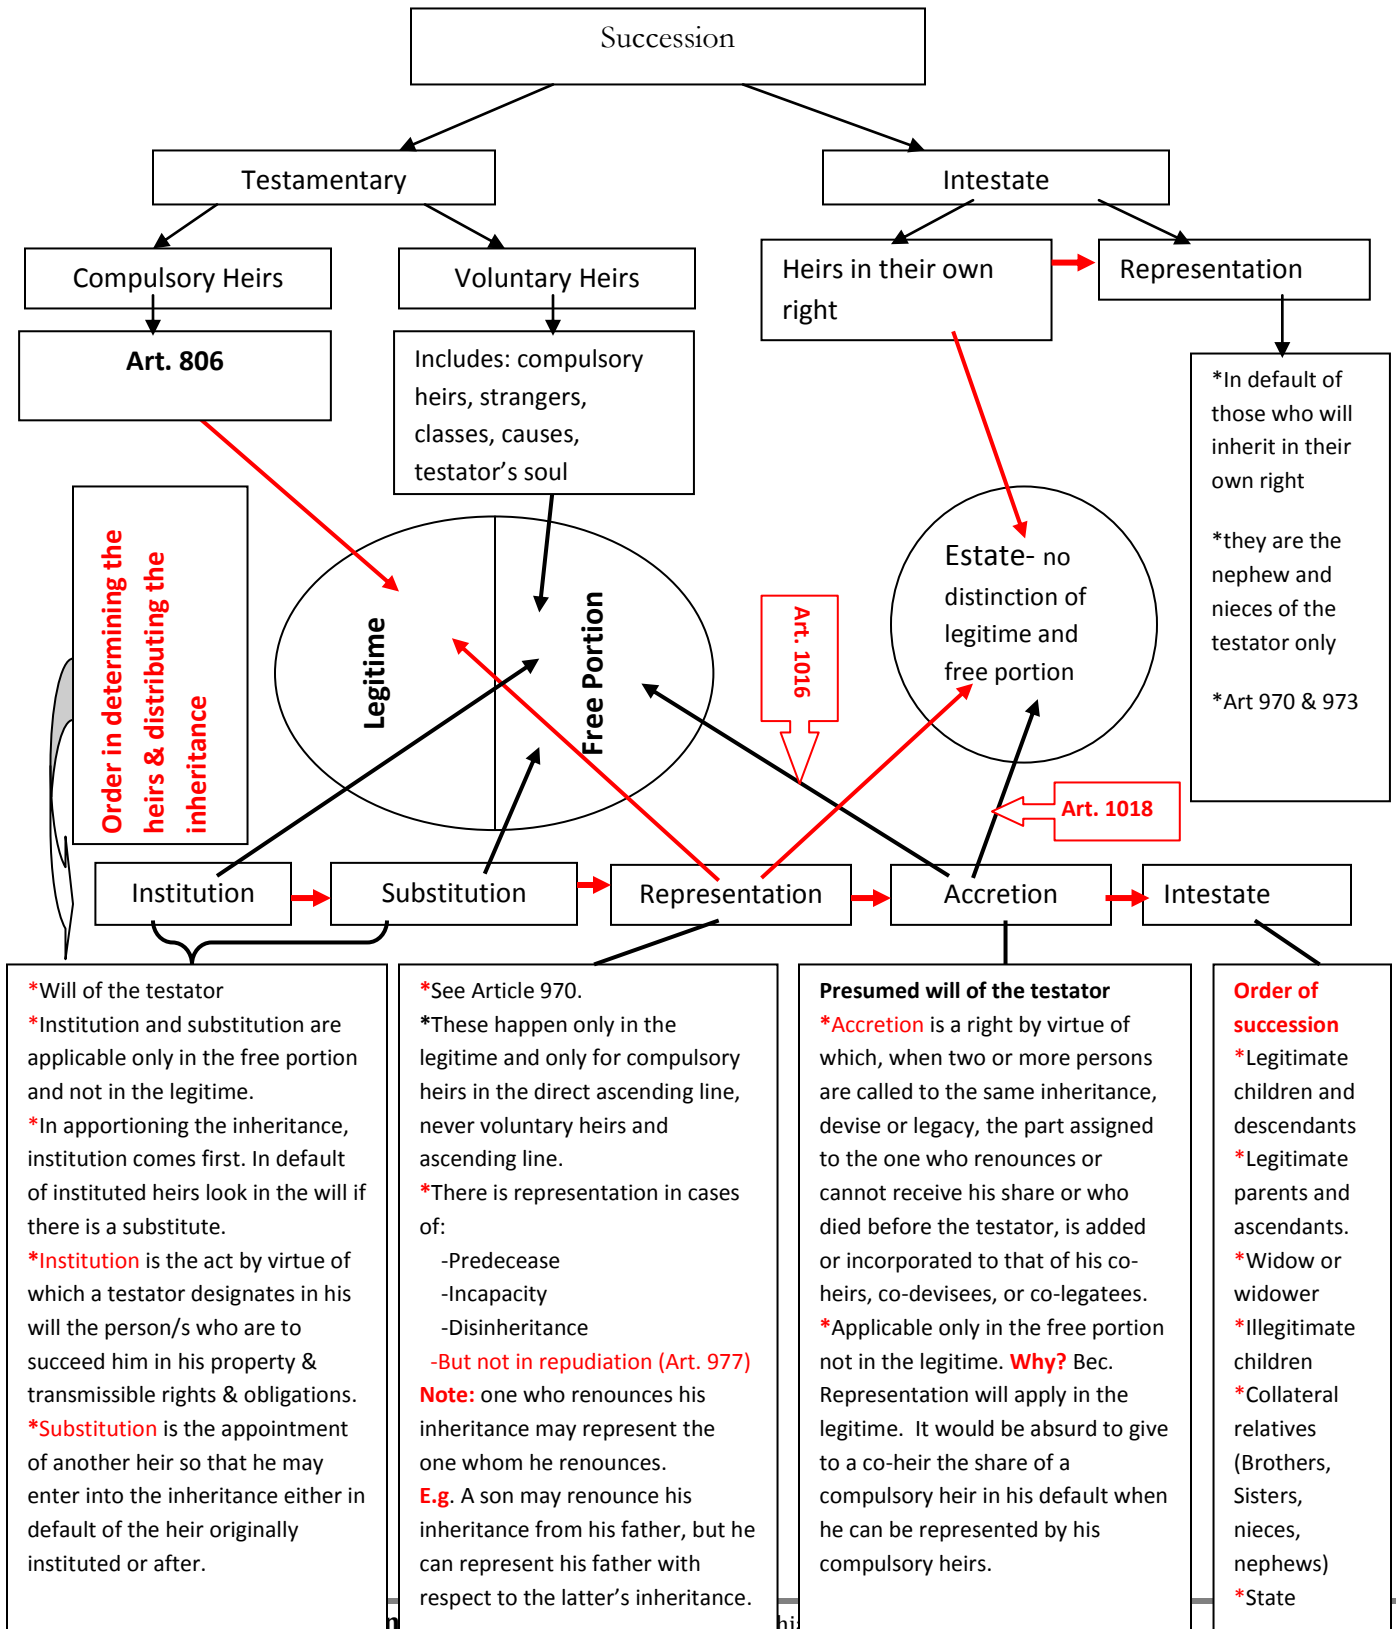 Succession
Testamentary
Intestate
Compulsory Heirs
Voluntary Heirs
Heirs in their own
right
Representation
Art. 806
Includes: compulsory
heirs, strangers,
classes, causes,
testator’s soul
*In default of
those who will
inherit in their
own right
*they are the
nephew and
nieces of the
testator only
*Art 970 & 973
Order in determining the
heirs & distributing the
inheritance
Legitime
Free Portion
Art. 1016
Estate- no
distinction of
legitime and
free portion
Art. 1018
Institution
Substitution
Representation
Accretion
Intestate
*Will of the testator
*Institution and substitution are
applicable only in the free portion
and not in the legitime.
*In apportioning the inheritance,
institution comes first. In default
of instituted heirs look in the will if
there is a substitute.
*Institution is the act by virtue of
which a testator designates in his
will the person/s who are to
succeed him in his property &
transmissible rights & obligations.
*Substitution is the appointment
of another heir so that he may
enter into the inheritance either in
default of the heir originally
instituted or after.
*See Article 970.
*These happen only in the
legitime and only for compulsory
heirs in the direct ascending line,
never voluntary heirs and
ascending line.
*There is representation in cases
of:
-Predecease
-Incapacity
-Disinheritance
-But not in repudiation (Art. 977)
Note: one who renounces his
inheritance may represent the
one whom he renounces.
E.g. A son may renounce his
inheritance from his father, but he
can represent his father with
respect to the latter’s inheritance.
Presumed will of the testator
*Accretion is a right by virtue of
which, when two or more persons
are called to the same inheritance,
devise or legacy, the part assigned
to the one who renounces or
cannot receive his share or who
died before the testator, is added
or incorporated to that of his co-
heirs, co-devisees, or co-legatees.
*Applicable only in the free portion
not in the legitime. Why? Bec.
Representation will apply in the
legitime. It would be absurd to give
to a co-heir the share of a
compulsory heir in his default when
he can be represented by his
compulsory heirs.
Order of
succession
*Legitimate
children and
descendants
*Legitimate
parents and
ascendants.
*Widow or
widower
*Illegitimate
children
*Collateral
relatives
(Brothers,
Sisters,
nieces,
nephews)
*State